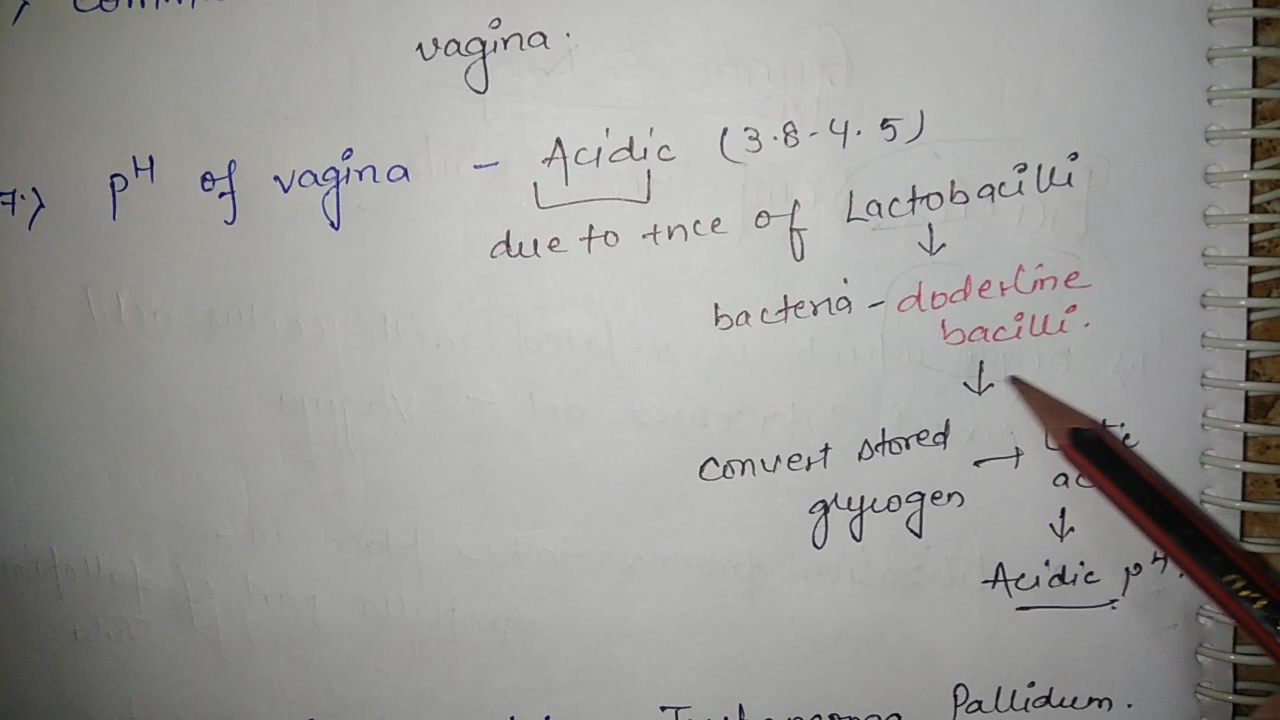 vagina.
7.) pH of vagina - Acidic (3.8-4.5)
due to +nce of Lactobacilli
↓
bacteria - doderline
bacilli.
↓
convert stored → 
glycogen
↓
Acidic pH.
Pallidum.